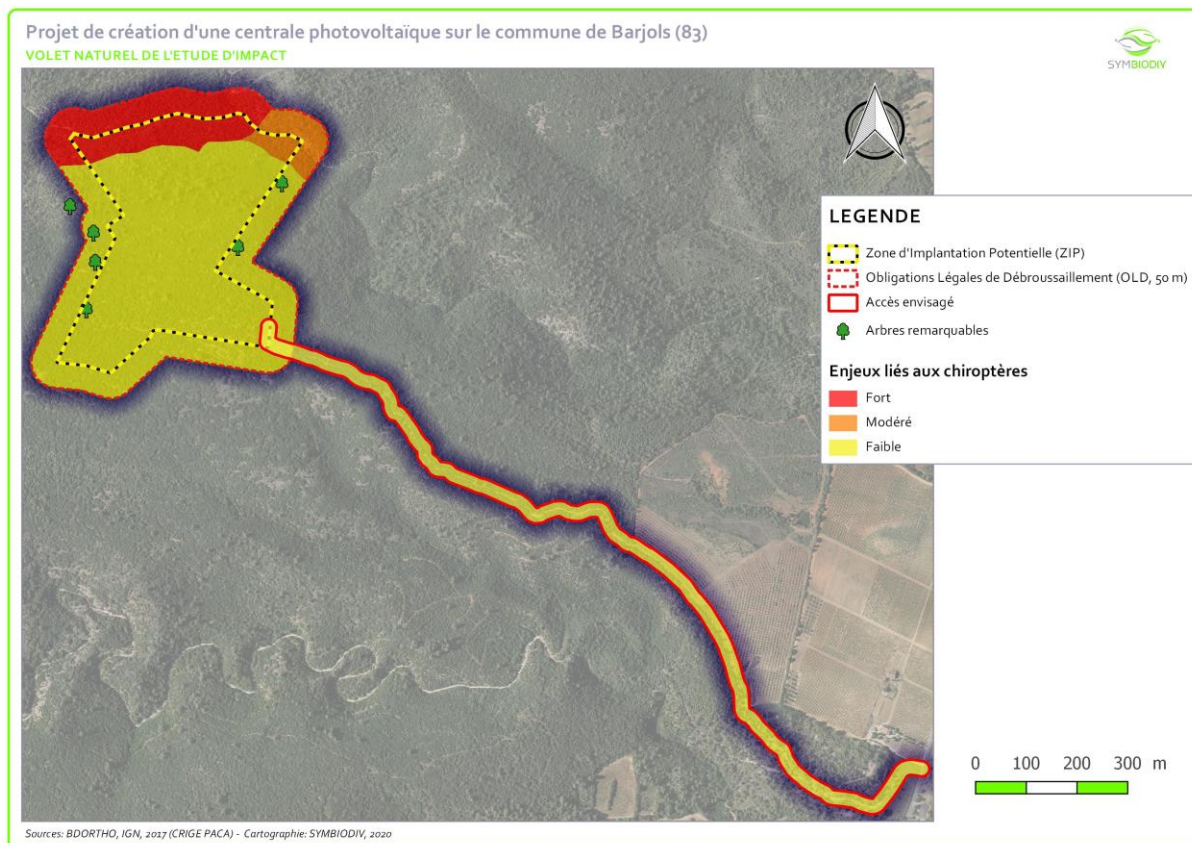 Projet de création d'une centrale photovoltaïque sur le commune de Barjols (83)
VOLET NATUREL DE L'ETUDE D'IMPACT
SYMBIODIV
LEGENDE
Zone d'Implantation Potentielle (ZIP)
Obligations Légales de Débroussaillement (OLD, 50 m)
Accès envisagé
Arbres remarquables
Enjeux liés aux chiroptères
Fort
Modéré
Faible
0 100 200 300 m
Sources: BDORTHO, IGN, 2017 (CRIGE PACA) - Cartographie: SYMBIODIV, 2020